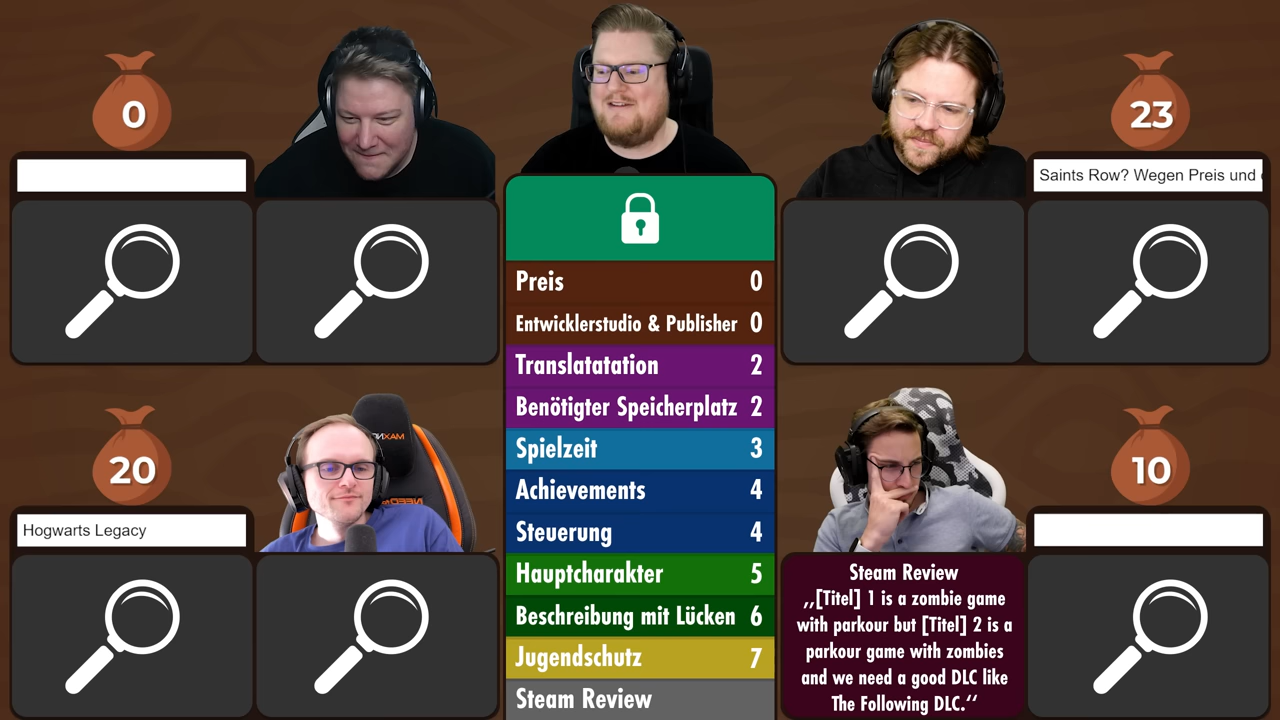 0
23
Saints Row? Wegen Preis und
Preis 0
Entwicklerstudio & Publisher 0
Translatatation 2
Benötigter Speicherplatz 2
Spielzeit 3
Achievements 4
Steuerung 4
Hauptcharakter 5
Beschreibung mit Lücken 6
Jugendschutz 7
Steam Review
20
Hogwarts Legacy
10
Steam Review
,,[Titel] 1 is a zombie game
with parkour but [Titel] 2 is a
parkour game with zombies
and we need a good DLC like
The Following DLC.‘‘